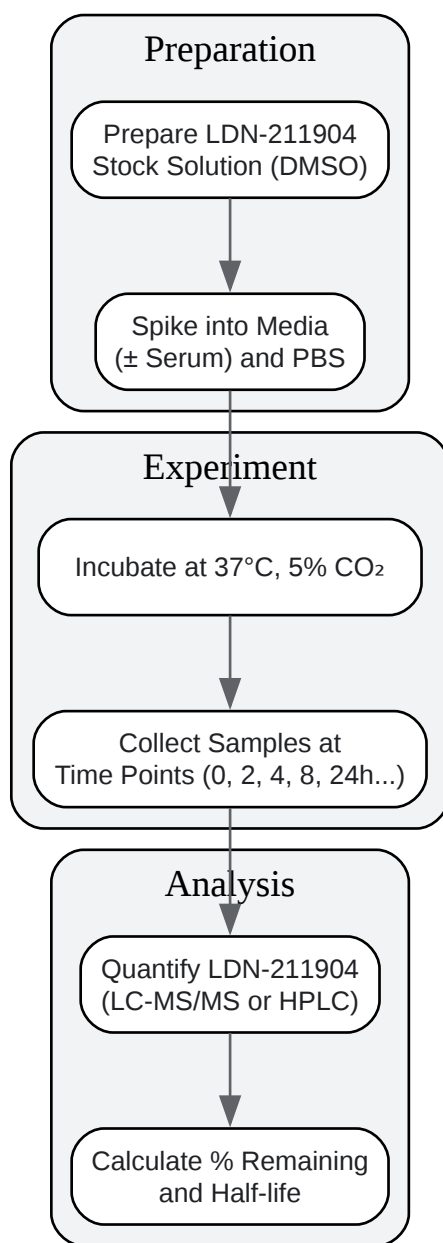 Preparation
Prepare LDN-211904
Stock Solution (DMSO)
Spike into Media
(± Serum) and PBS
Experiment
Incubate at 37°C, 5% CO₂
Collect Samples at
Time Points (0, 2, 4, 8, 24h...)
Analysis
Quantify LDN-211904
(LC-MS/MS or HPLC)
Calculate % Remaining
and Half-life